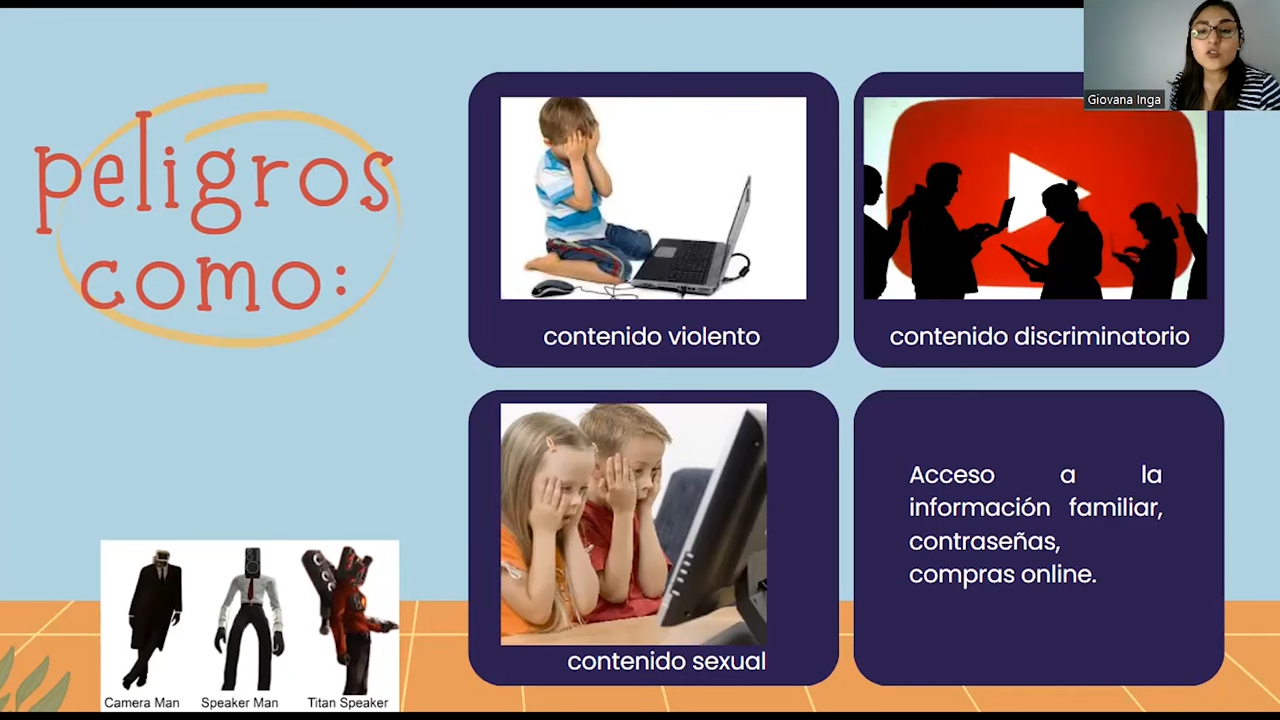 peligros
como:
Giovana Inga
contenido violento
contenido discriminatorio
contenido sexual
Acceso a la
información familiar,
contraseñas,
compras online.
Camera Man
Speaker Man
Titan Speaker